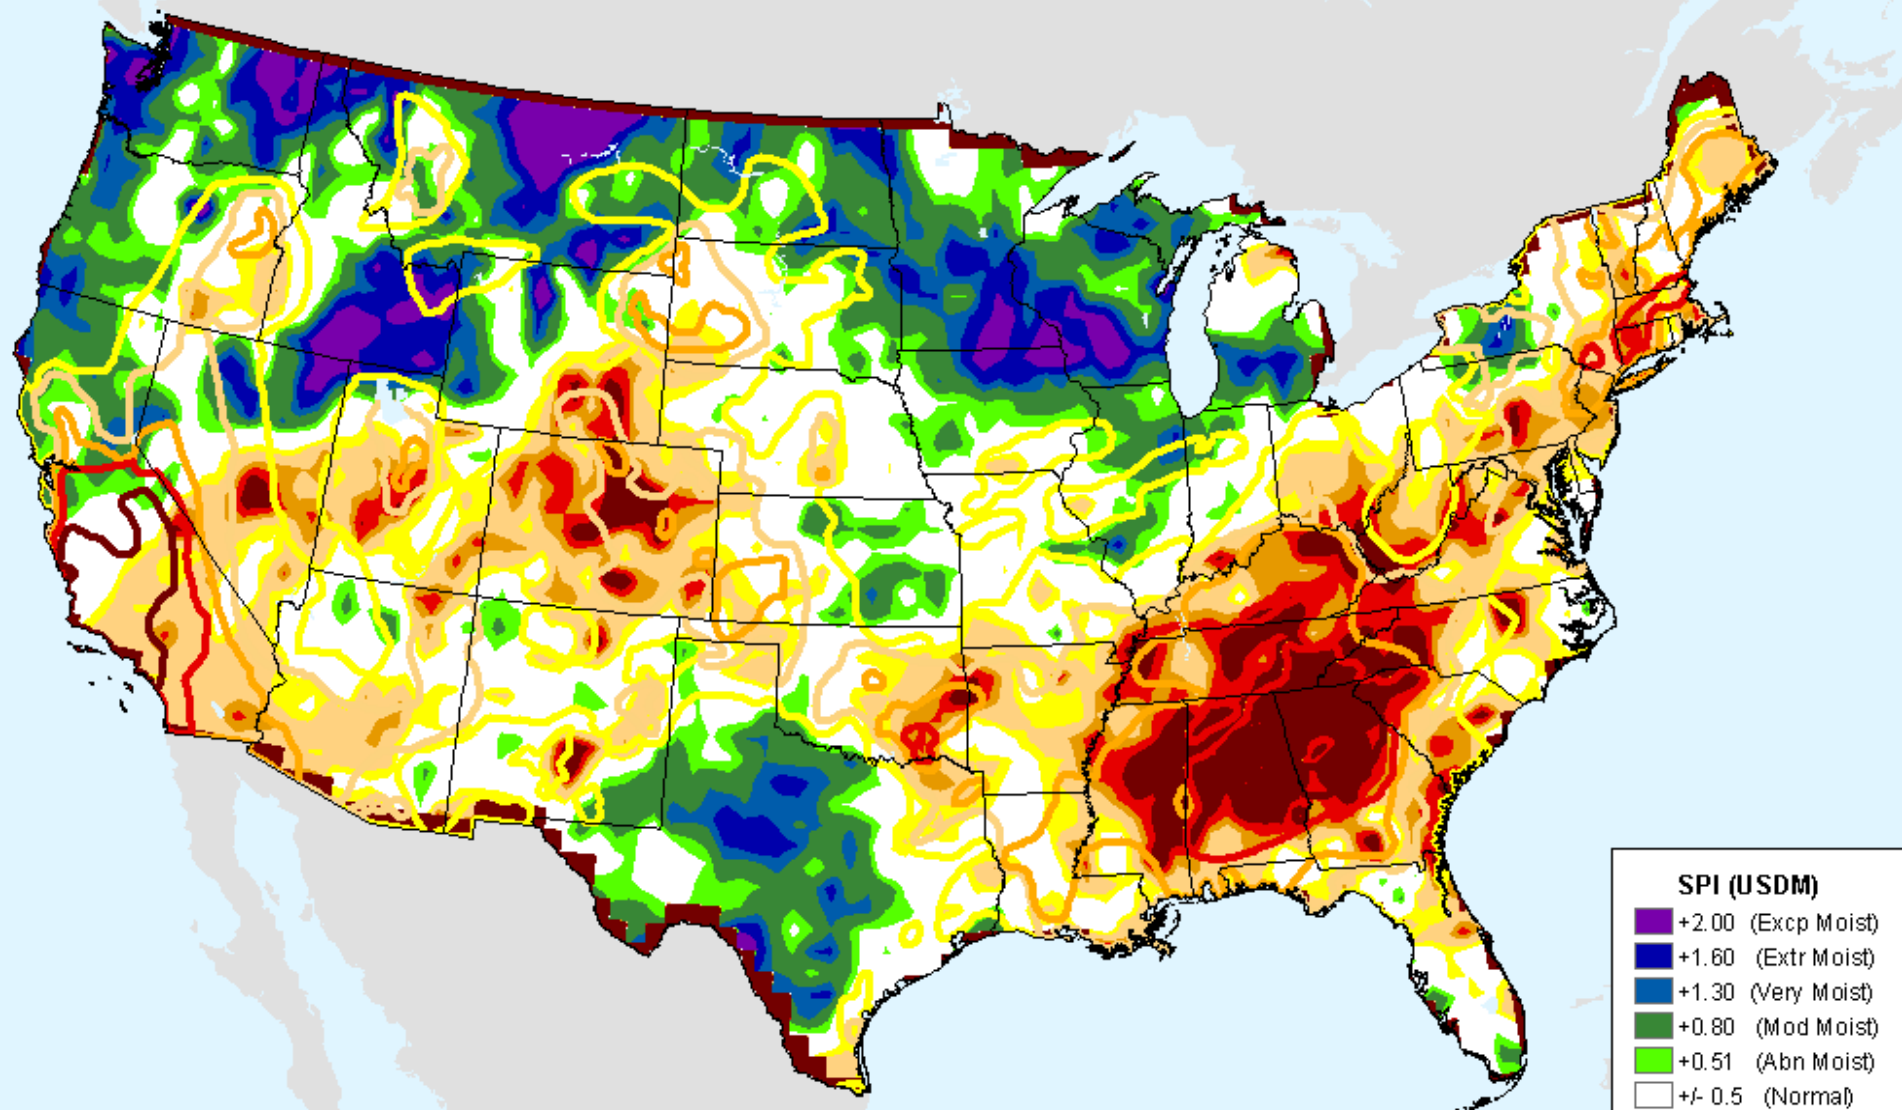 SPI (USDM)
+2.00 (Excp Moist)
+1.60 (Extr Moist)
+1.30 (Very Moist)
+0.80 (Mod Moist)
+0.51 (Abn Moist)
+/- 0.5 (Normal)